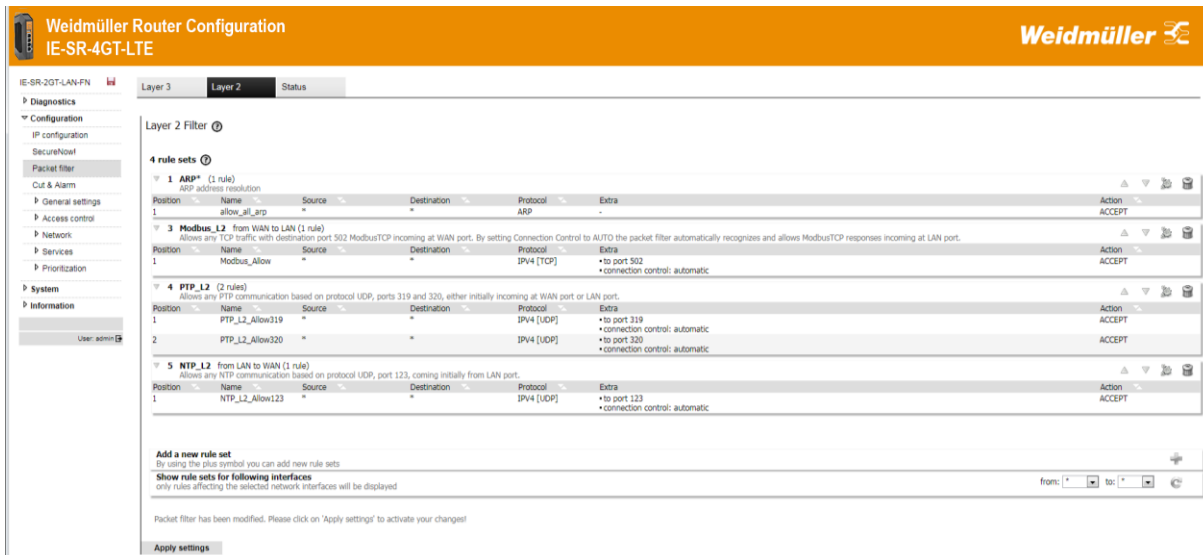 Weidmüller Router Configuration
IE-SR-4GT-LTE
Weidmüller
IE-SR-2GT-LAN-FN
Diagnostics
Configuration
IP configuration
SecureNow!
Packet filter
Cut & Alarm
General settings
Access control
Network
Services
Prioritization
System
Information
User: admin
Layer 3 Layer 2 Status
Layer 2 Filter ?
4 rule sets ?
1 ARP* (1 rule)
ARP address resolution
Position Name Source Destination Protocol Extra Action
1 allow_all_arp * * ARP - ACCEPT
3 Modbus_L2 from WAN to LAN (1 rule)
Allows any TCP traffic with destination port 502 ModbusTCP incoming at WAN port. By setting Connection Control to AUTO the packet filter automatically recognizes and allows ModbusTCP responses incoming at LAN port.
Position Name Source Destination Protocol Extra Action
1 Modbus_Allow * * IPV4 [TCP] • to port 502 ACCEPT
• connection control: automatic
4 PTP_L2 (2 rules)
Allows any PTP communication based on protocol UDP, ports 319 and 320, either initially incoming at WAN port or LAN port.
Position Name Source Destination Protocol Extra Action
1 PTP_L2_Allow319 * * IPV4 [UDP] • to port 319 ACCEPT
• connection control: automatic
2 PTP_L2_Allow320 * * IPV4 [UDP] • to port 320 ACCEPT
• connection control: automatic
5 NTP_L2 from LAN to WAN (1 rule)
Allows any NTP communication based on protocol UDP, port 123, coming initially from LAN port.
Position Name Source Destination Protocol Extra Action
1 NTP_L2_Allow123 * * IPV4 [UDP] • to port 123 ACCEPT
• connection control: automatic
Add a new rule set
By using the plus symbol you can add new rule sets
Show rule sets for following interfaces
only rules affecting the selected network interfaces will be displayed
from: * to: *
Packet filter has been modified. Please click on 'Apply settings' to activate your changes!
Apply settings